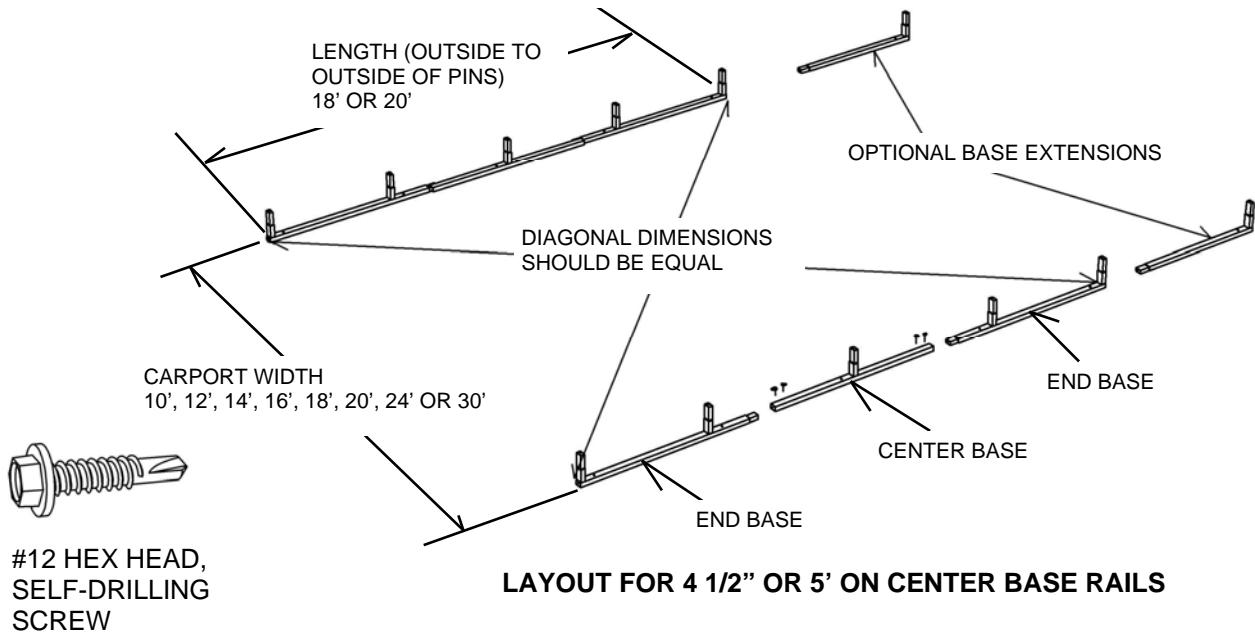 LENGTH (OUTSIDE TO
OUTSIDE OF PINS)
18’ OR 20’
OPTIONAL BASE EXTENSIONS
DIAGONAL DIMENSIONS
SHOULD BE EQUAL
CARPORT WIDTH
10’, 12’, 14’, 16’, 18’, 20’, 24’ OR 30’
END BASE
CENTER BASE
END BASE
#12 HEX HEAD,
SELF-DRILLING
SCREW
LAYOUT FOR 4 1/2” OR 5’ ON CENTER BASE RAILS